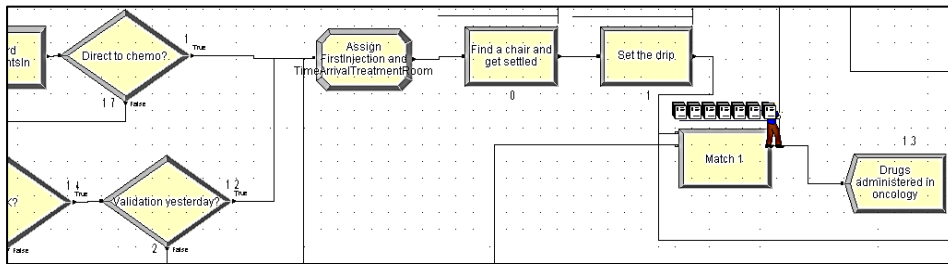 rd
ntsIn
Direct to chemo?
1
True
17
False
Assign
FirstInjection and
TimeArrivalTreatmentRoom
Find a chair and
get settled
0
Set the drip
1
Match 1
13
Drugs
administered in
oncology
k?
14
True
False
Validation yesterday?
12
True
2
False